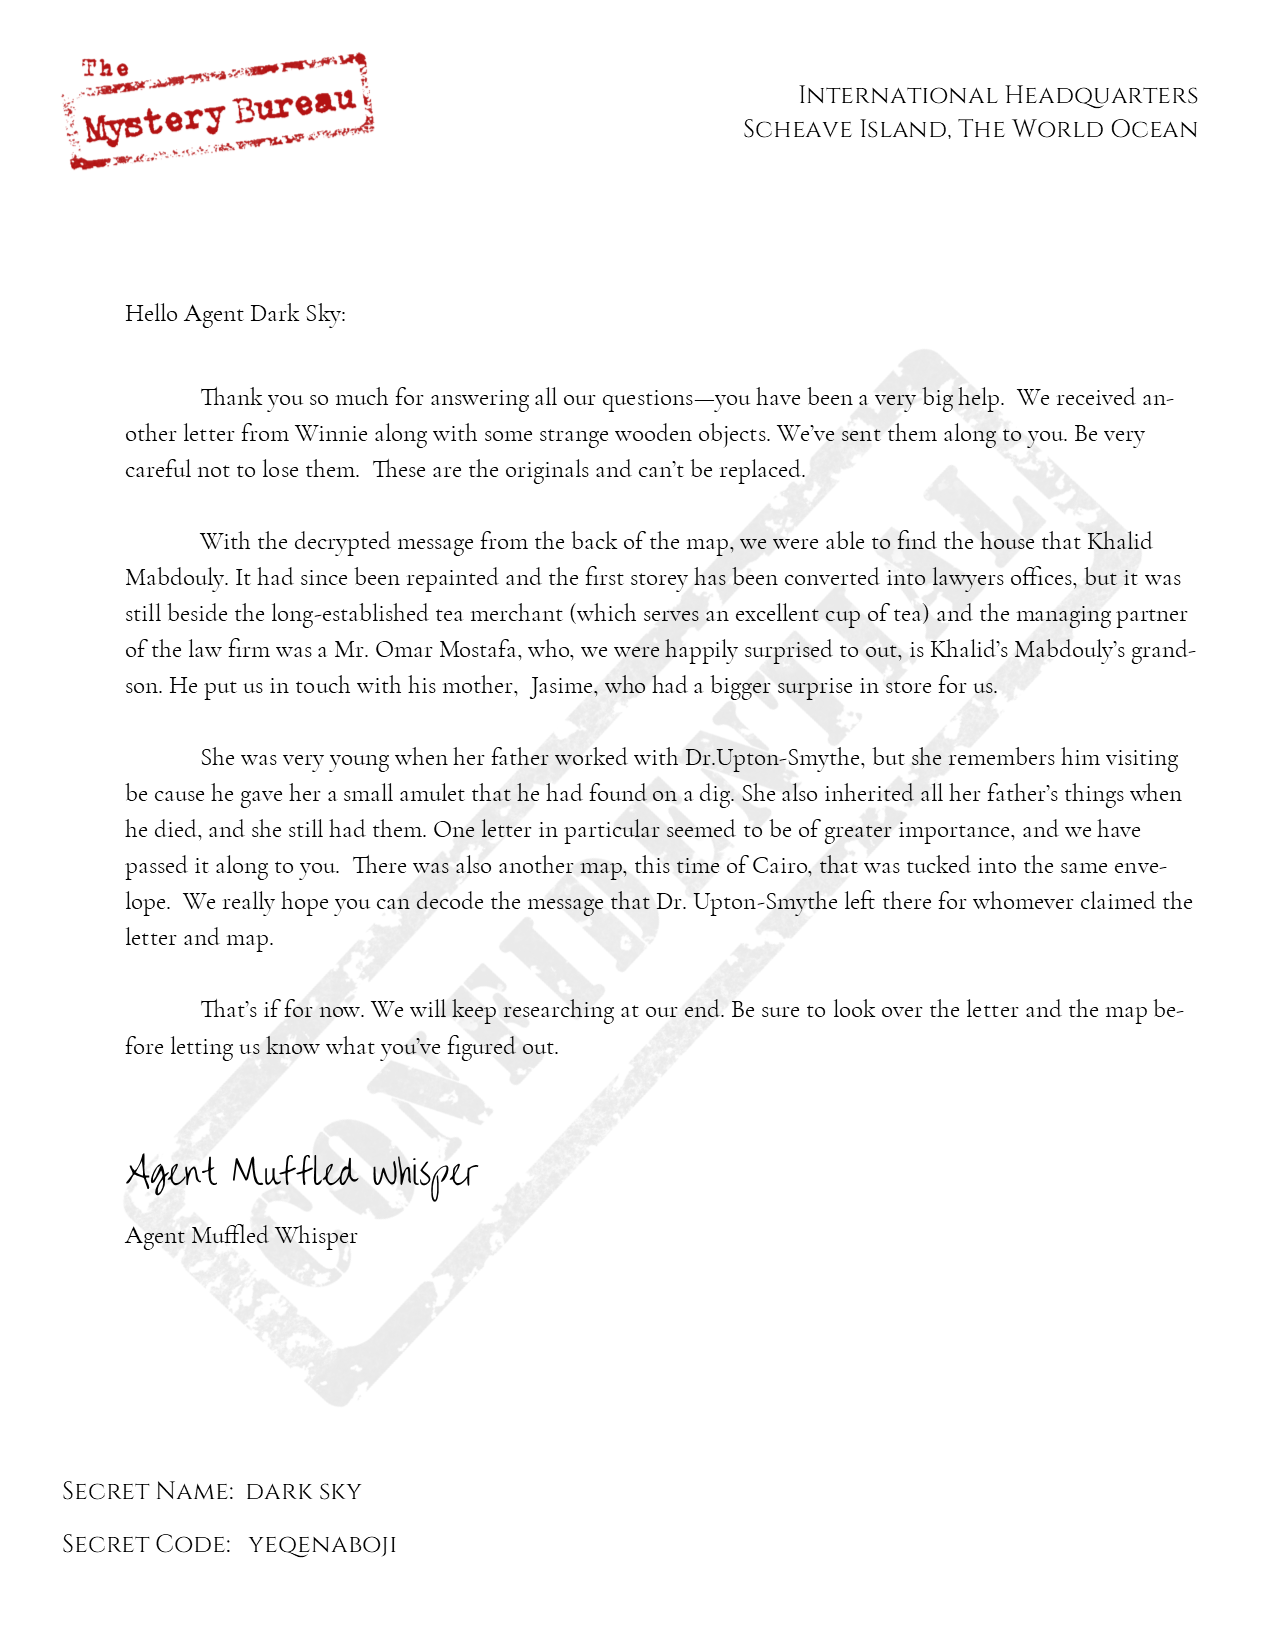 The
Mystery Bureau
International Headquarters
Scheave Island, The World Ocean
Hello Agent Dark Sky:
Thank you so much for answering all our questions—you have been a very big help.  We received an-
other letter from Winnie along with some strange wooden objects. We’ve sent them along to you. Be very
careful not to lose them.  These are the originals and can’t be replaced.
With the decrypted message from the back of the map, we were able to find the house that Khalid
Mabdouly. It had since been repainted and the first storey has been converted into lawyers offices, but it was
still beside the long-established tea merchant (which serves an excellent cup of tea) and the managing partner
of the law firm was a Mr. Omar Mostafa, who, we were happily surprised to out, is Khalid’s Mabdouly’s grand-
son. He put us in touch with his mother,  Jasime, who had a bigger surprise in store for us.
She was very young when her father worked with Dr.Upton-Smythe, but she remembers him visiting
be cause he gave her a small amulet that he had found on a dig. She also inherited all her father’s things when
he died, and she still had them. One letter in particular seemed to be of greater importance, and we have
passed it along to you.  There was also another map, this time of Cairo, that was tucked into the same enve-
lope.  We really hope you can decode the message that Dr. Upton-Smythe left there for whomever claimed the
letter and map.
That’s if for now. We will keep researching at our end. Be sure to look over the letter and the map be-
fore letting us know what you’ve figured out.
CONFIDENTIAL
Agent Muffled Whisper
Agent Muffled Whisper
Secret Name:  dark sky
Secret Code:  yeqenaboji